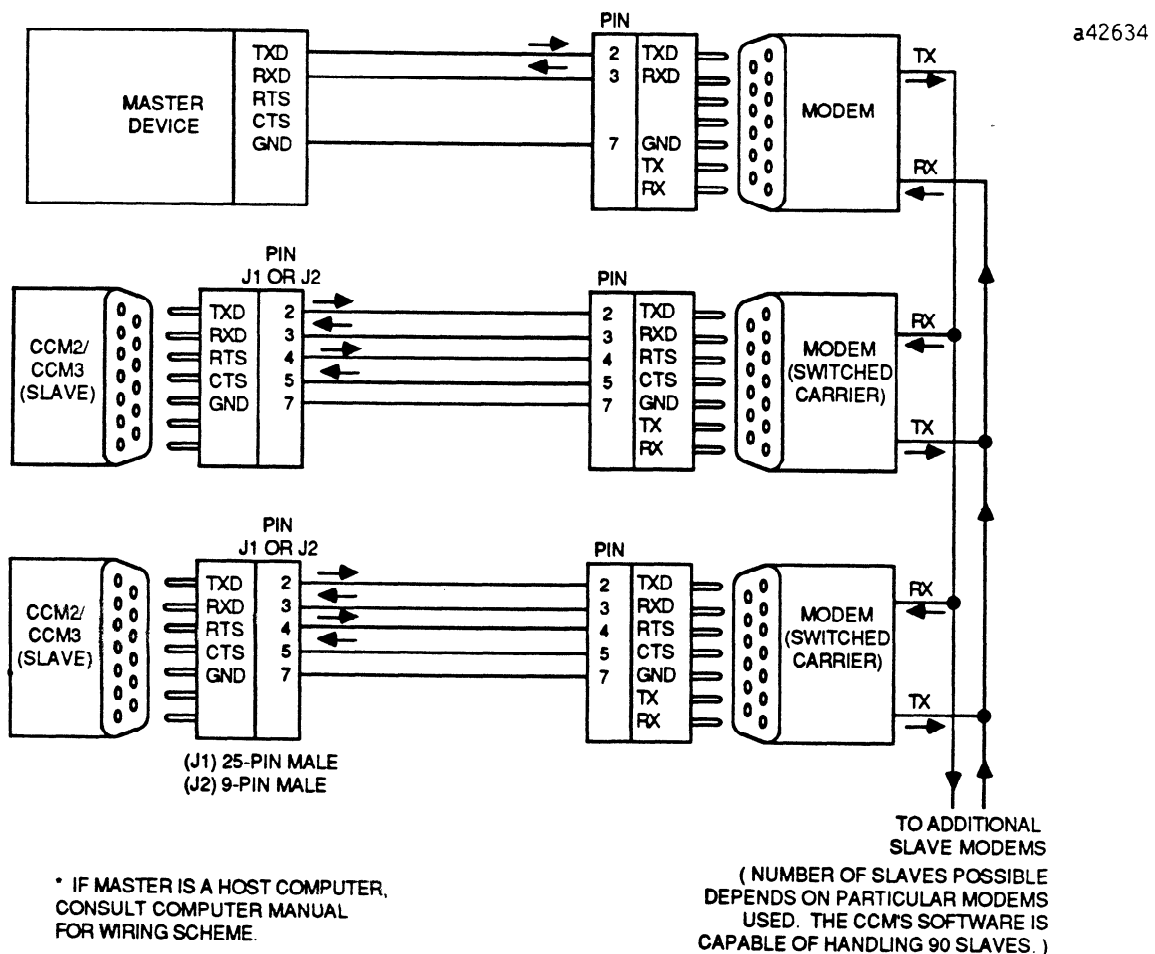 a42634
PIN
MASTER
DEVICE
TXD
RXD
RTS
CTS
GND
2 TXD
3 RXD
7 GND
TX
RX
MODEM
TX
RX
PIN
J1 OR J2
CCM2/
CCM3
(SLAVE)
TXD 2
RXD 3
RTS 4
CTS 5
GND 7
PIN
2 TXD
3 RXD
4 RTS
5 CTS
7 GND
TX
RX
MODEM
(SWITCHED
CARRIER)
RX
TX
PIN
J1 OR J2
CCM2/
CCM3
(SLAVE)
TXD 2
RXD 3
RTS 4
CTS 5
GND 7
(J1) 25-PIN MALE
(J2) 9-PIN MALE
PIN
2 TXD
3 RXD
4 RTS
5 CTS
7 GND
TX
RX
MODEM
(SWITCHED
CARRIER)
RX
TX
TO ADDITIONAL
SLAVE MODEMS
( NUMBER OF SLAVES POSSIBLE
DEPENDS ON PARTICULAR MODEMS
USED. THE CCM'S SOFTWARE IS
CAPABLE OF HANDLING 90 SLAVES. )
* IF MASTER IS A HOST COMPUTER,
CONSULT COMPUTER MANUAL
FOR WIRING SCHEME.